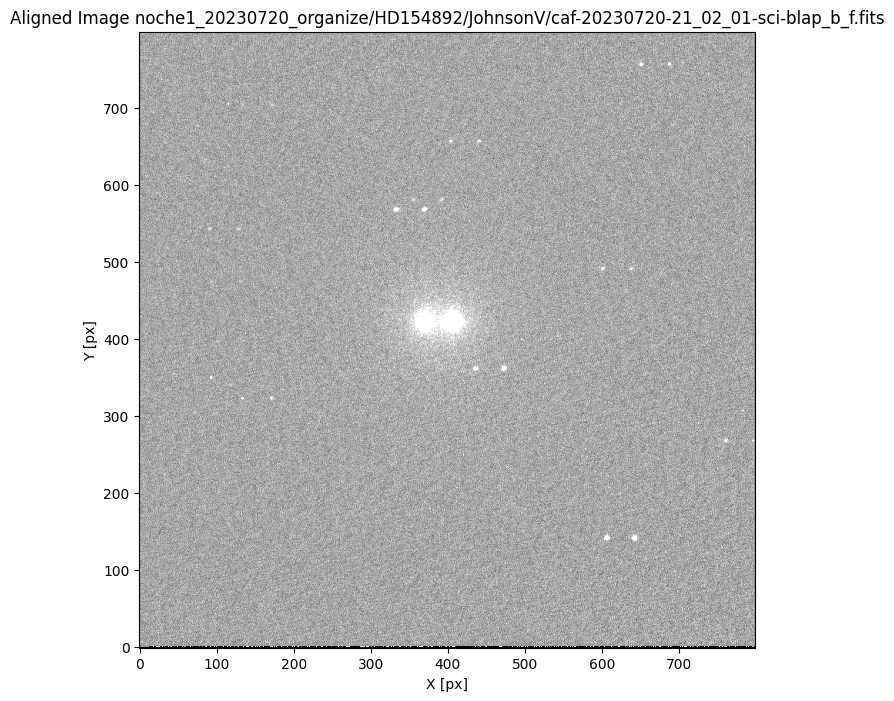 Aligned Image noche1_20230720_organize/HD154892/JohnsonV/caf-20230720-21_02_01-sci-blap_b_f.fits
700
600
500
400
300
200
100
0
Y [px]
0 100 200 300 400 500 600 700
X [px]